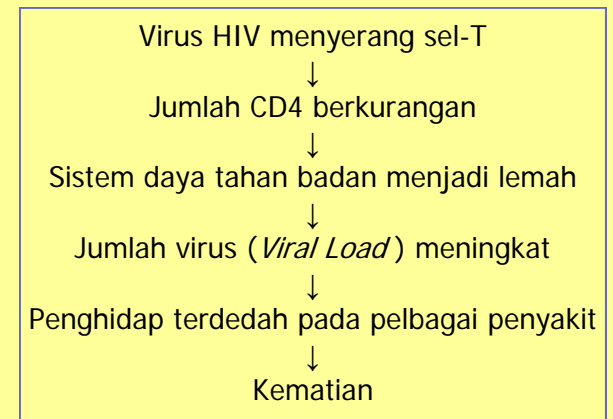 Virus HIV menyerang sel-T
↓
Jumlah CD4 berkurangan
↓
Sistem daya tahan badan menjadi lemah
↓
Jumlah virus (Viral Load ) meningkat
↓
Penghidap terdedah pada pelbagai penyakit
↓
Kematian